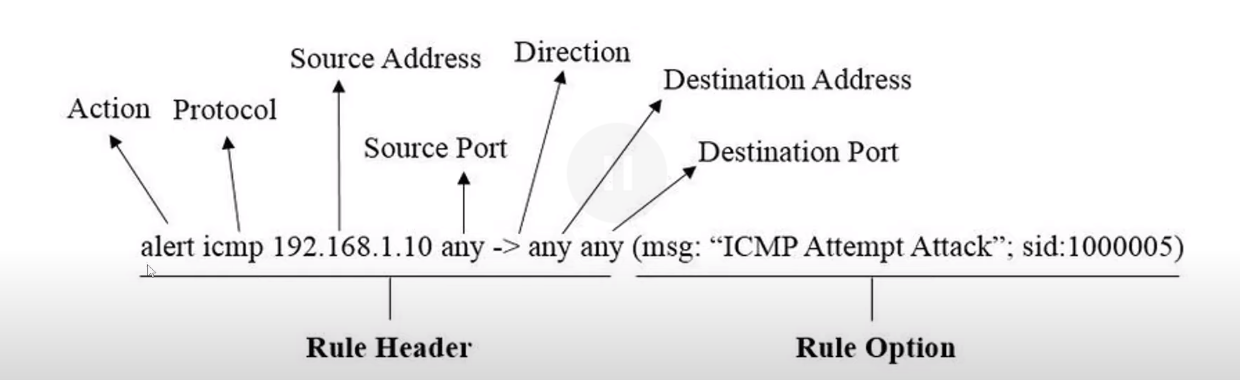 Source Address
Direction
Destination Address
Action
Protocol
Source Port
Destination Port
alert icmp 192.168.1.10 any -> any any (msg: “ICMP Attempt Attack”; sid:1000005)
Rule Header
Rule Option